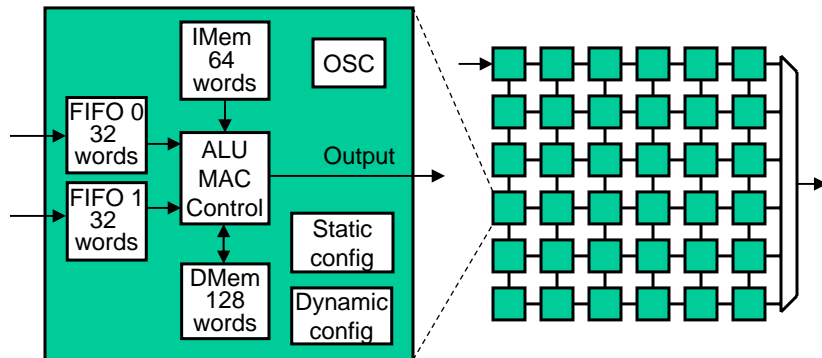 IMem
64
words
OSC
FIFO 0
32
words
ALU
MAC
Control
Output
FIFO 1
32
words
Static
config
DMem
128
words
Dynamic
config